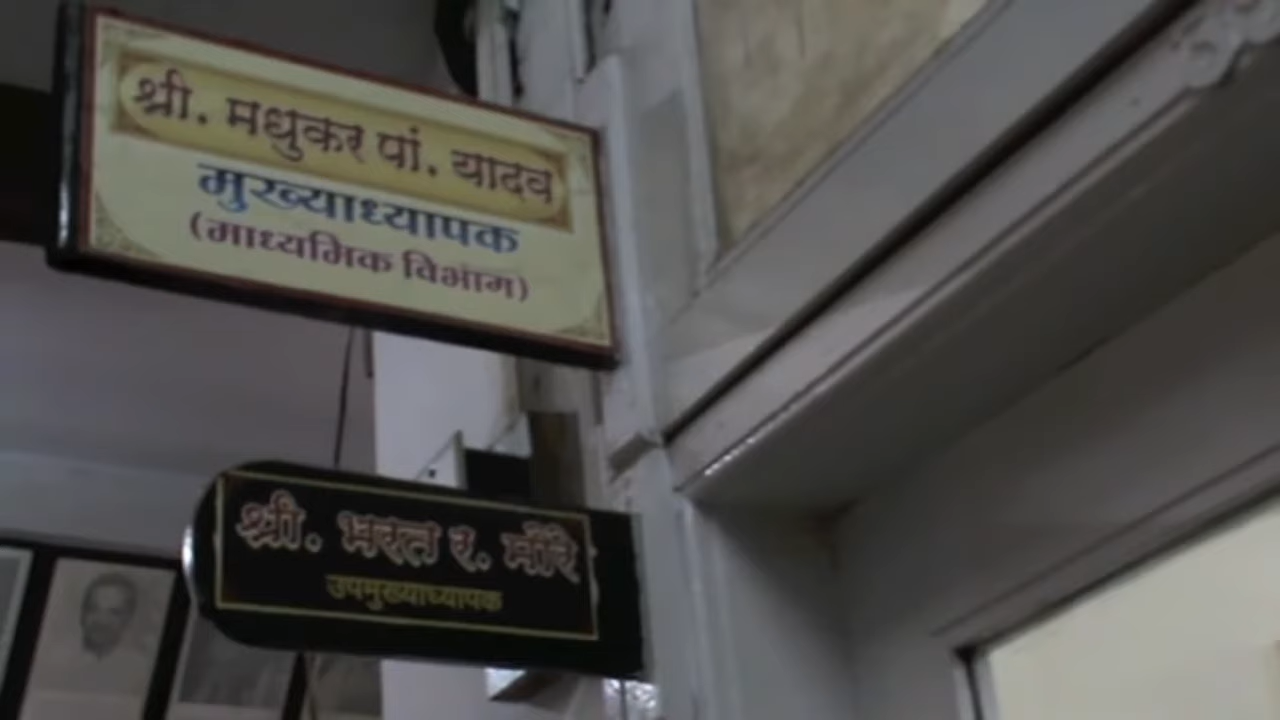 श्री. मधुकर पां. यादव
मुख्याध्यापक
(माध्यमिक विभाग)
श्री. भरत र. मोरे
उपमुख्याध्यापक